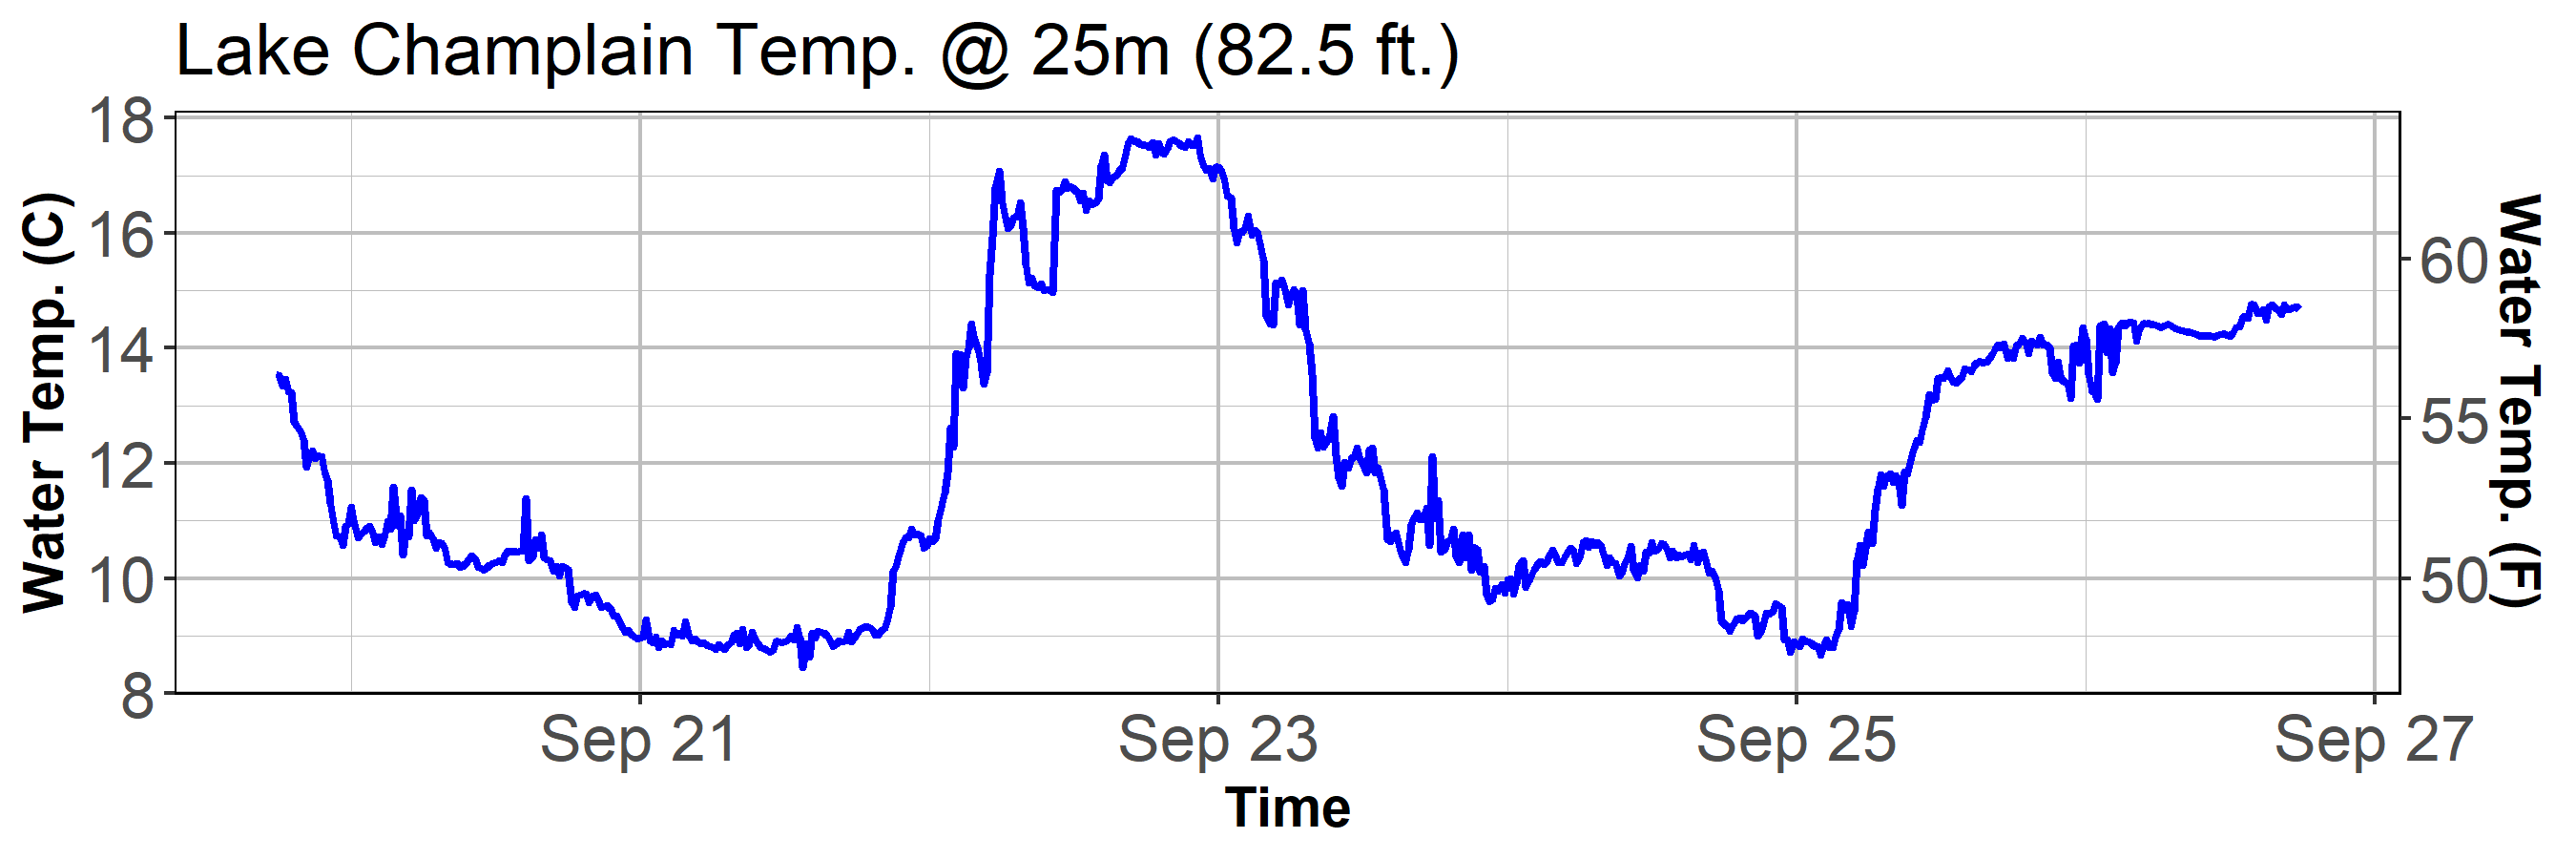 Lake Champlain Temp. @ 25m (82.5 ft.)
Water Temp. (C)
18
16
14
12
10
8
60
55
50
Water Temp. (F)
Sep 21
Sep 23
Sep 25
Sep 27
Time